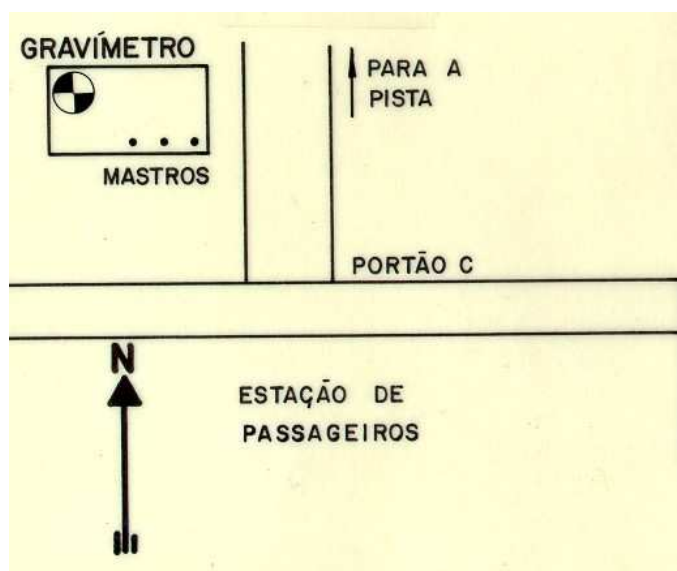 GRAVÍMETRO
PARA A
PISTA
MASTROS
PORTÃO C
N
ESTAÇÃO DE
PASSAGEIROS